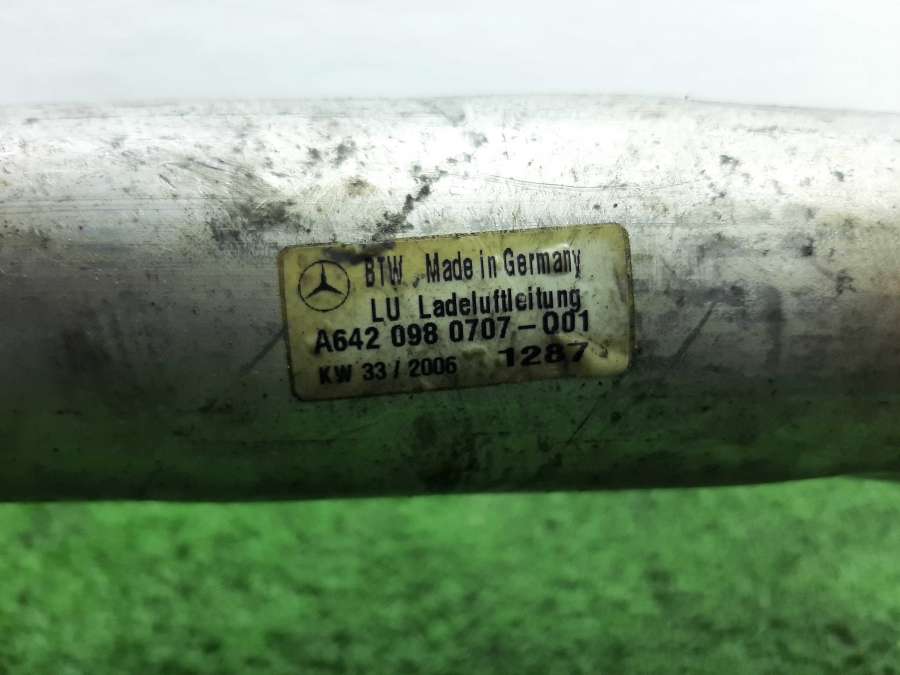 BTW Made in Germany
LU Ladeluftleitung
A642 098 0707-001
KW 33/2006 1287